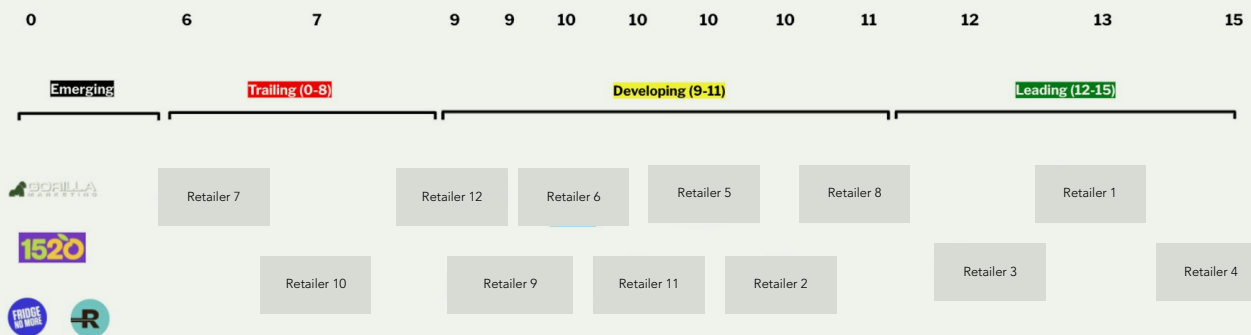 0 6 7 9 9 10 10 10 10 11 12 13 15
Emerging Trailing (0-8) Developing (9-11) Leading (12-15)
GORILLA
MARKETING
Retailer 7 Retailer 12 Retailer 6 Retailer 5 Retailer 8 Retailer 1
1520
Retailer 10 Retailer 9 Retailer 11 Retailer 2 Retailer 3 Retailer 4
FRIDGE
NO MORE
R